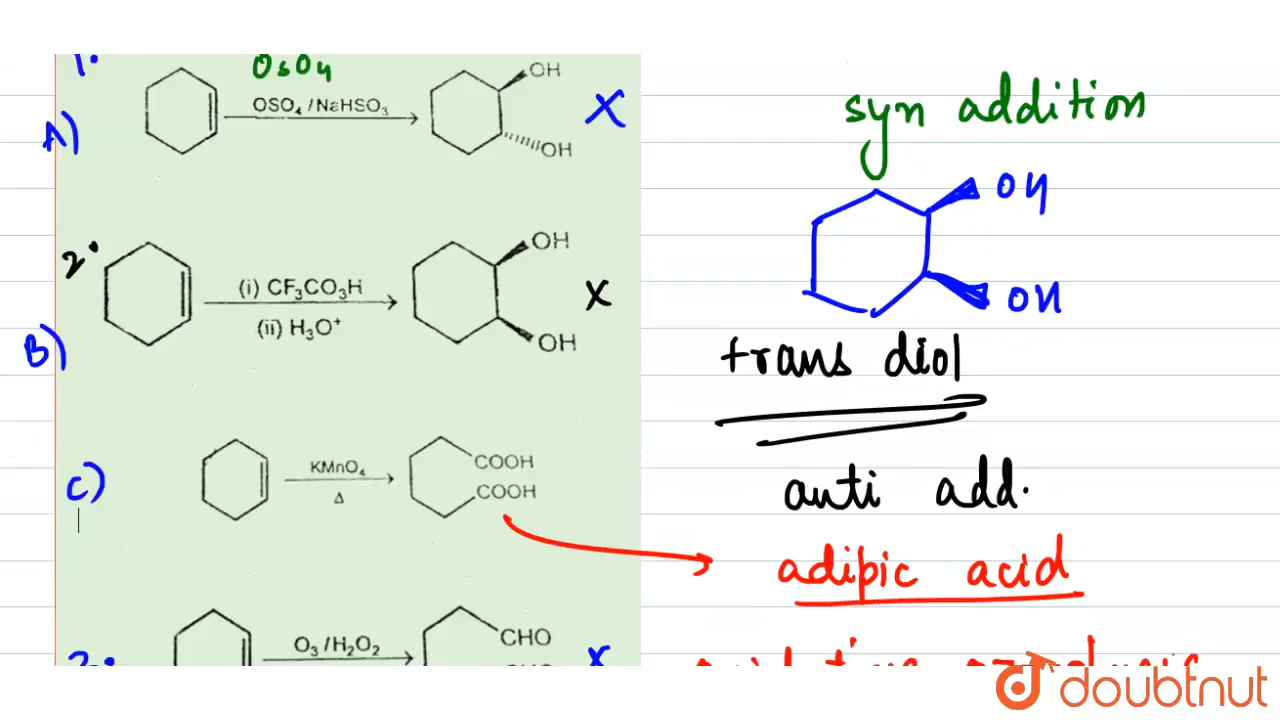 1.
OsO4
OH
OSO₄ /NaHSO₃
X
OH
A)
syn addition
OH
OH
2.
OH
(i) CF₃CO₃H
(ii) H₃O⁺
X
OH
B)
trans diol
COOH
KMnO₄
Δ
COOH
C)
anti add.
adipic acid
CHO
O₃ /H₂O₂
X
doubtnut